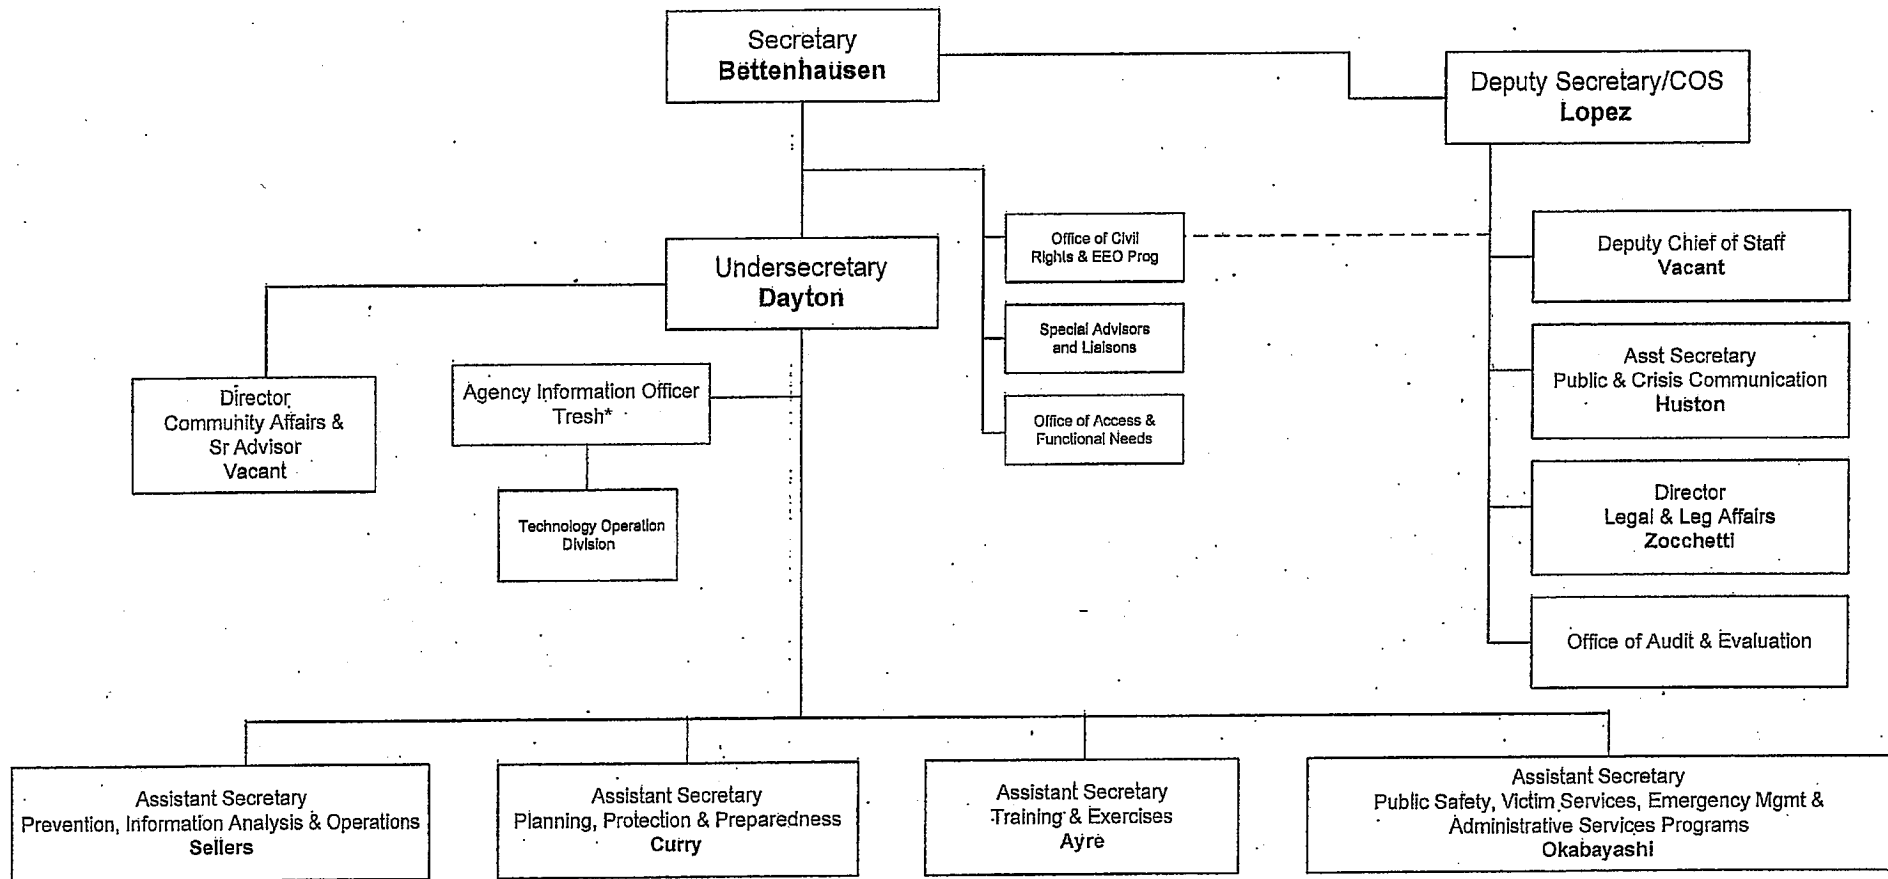 Secretary
Bettenhausen
Deputy Secretary/COS
Lopez
Undersecretary
Dayton
Office of Civil
Rights & EEO Prog
Special Advisors
and Liaisons
Office of Access &
Functional Needs
Deputy Chief of Staff
Vacant
Asst Secretary
Public & Crisis Communication
Huston
Director
Legal & Leg Affairs
Zocchetti
Office of Audit & Evaluation
Director
Community Affairs &
Sr Advisor
Vacant
Agency Information Officer
Tresh*
Technology Operation
Division
Assistant Secretary
Prevention, Information Analysis & Operations
Sellers
Assistant Secretary
Planning, Protection & Preparedness
Curry
Assistant Secretary
Training & Exercises
Ayre
Assistant Secretary
Public Safety, Victim Services, Emergency Mgmt &
Administrative Services Programs
Okabayashi